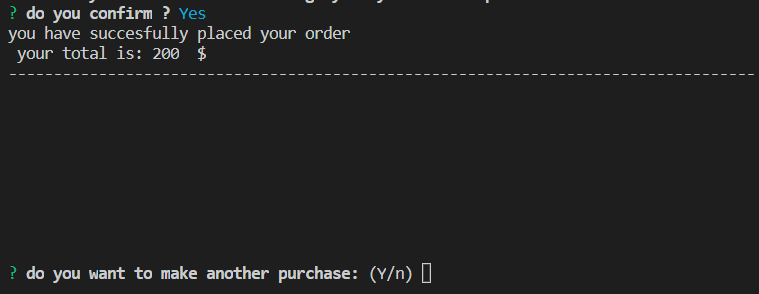 ? do you confirm ? Yes
you have succesfully placed your order
your total is: 200  $
-----------------------------------------------------------------------------------
? do you want to make another purchase: (Y/n)